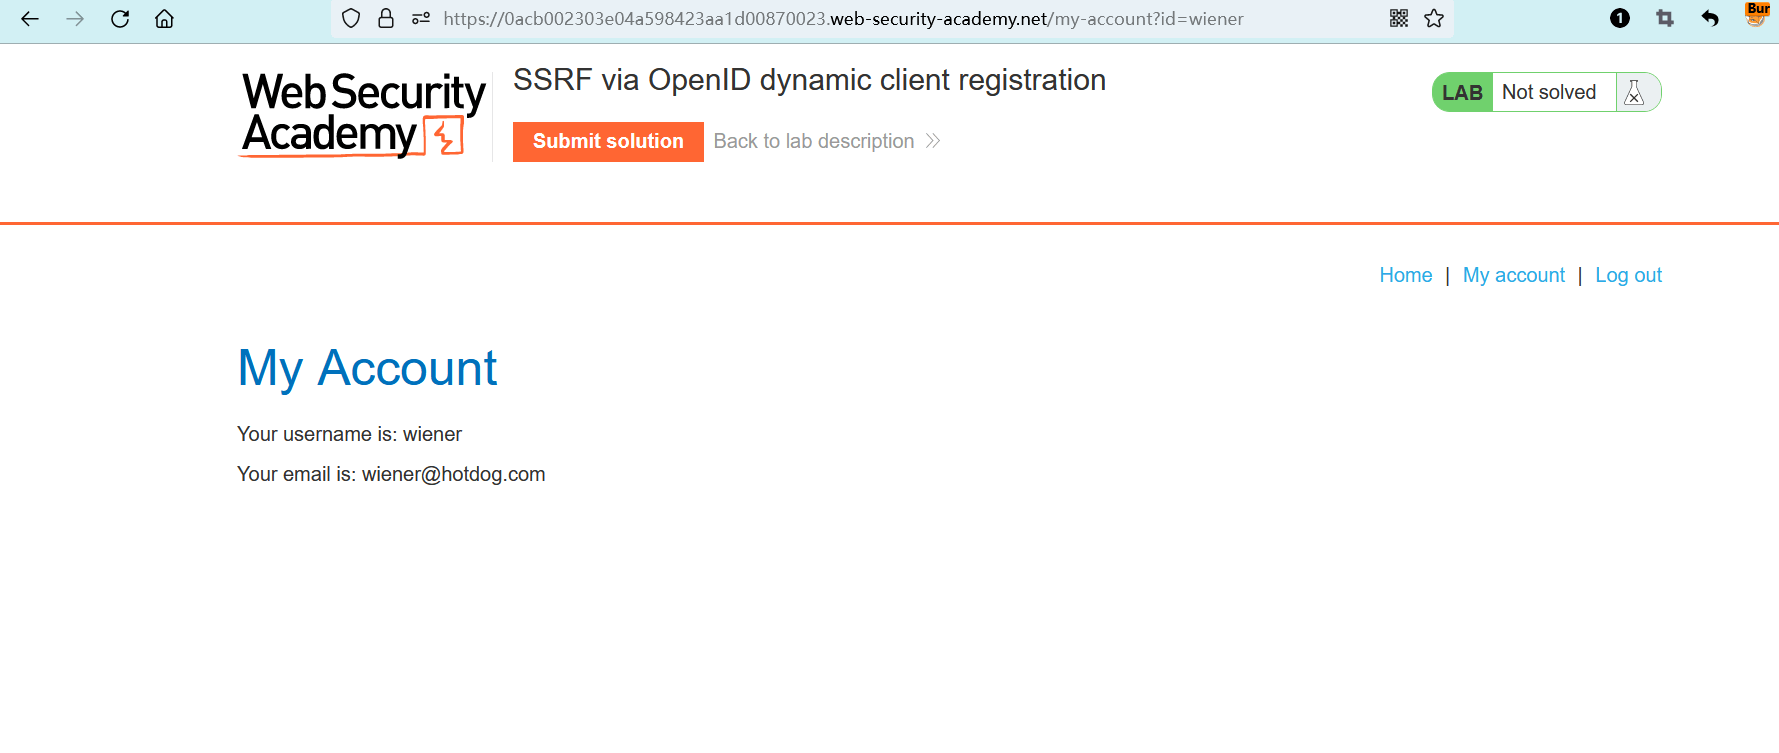 https://0acb002303e04a598423aa1d00870023.web-security-academy.net/my-account?id=wiener
1
Bur
Web Security
Academy
SSRF via OpenID dynamic client registration
Submit solution
Back to lab description
LAB
Not solved
Home | My account | Log out
My Account
Your username is: wiener
Your email is: wiener@hotdog.com